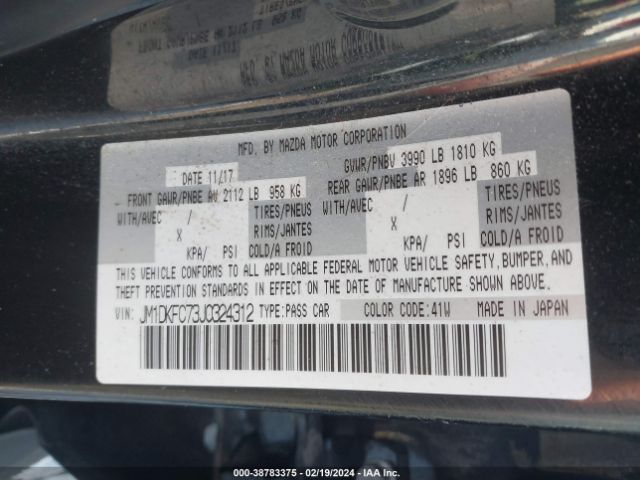 MFD. BY MAZDA MOTOR CORPORATION
DATE 11/17 GVWR/PNBV 3990 LB 1810 KG
FRONT GAWR/PNBE AV 2112 LB 958 KG REAR GAWR/PNBE AR 1896 LB 860 KG
WITH/AVEC / TIRES/PNEUS WITH/AVEC / TIRES/PNEUS
X RIMS/JANTES X RIMS/JANTES
KPA/ PSI COLD/A FROID KPA/ PSI COLD/A FROID
THIS VEHICLE CONFORMS TO ALL APPLICABLE FEDERAL MOTOR VEHICLE SAFETY, BUMPER, AND
THEFT PREVENTION STANDARDS IN EFFECT ON THE DATE OF MANUFACTURE SHOWN ABOVE.
VIN: JM1DKFC73J0324312 TYPE: PASS CAR COLOR CODE: 41W MADE IN JAPAN
000-38783375 - 02/19/2024 - IAA Inc.